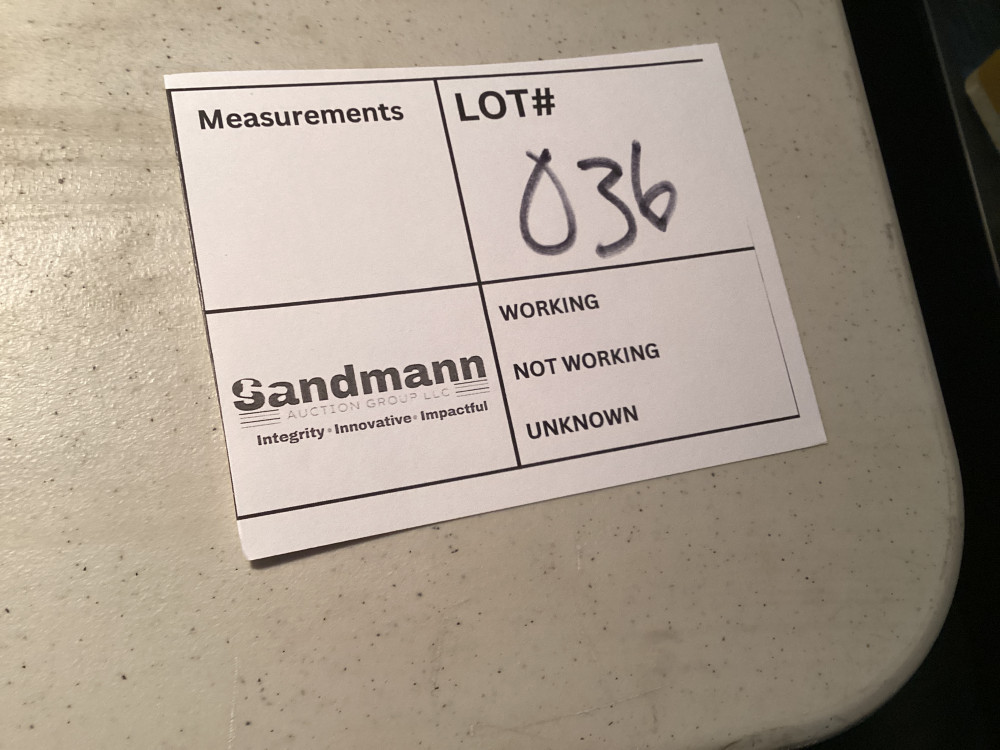 Measurements
LOT#
036
WORKING
NOT WORKING
UNKNOWN
Sandmann
AUCTION GROUP LLC
Integrity • Innovative • Impactful